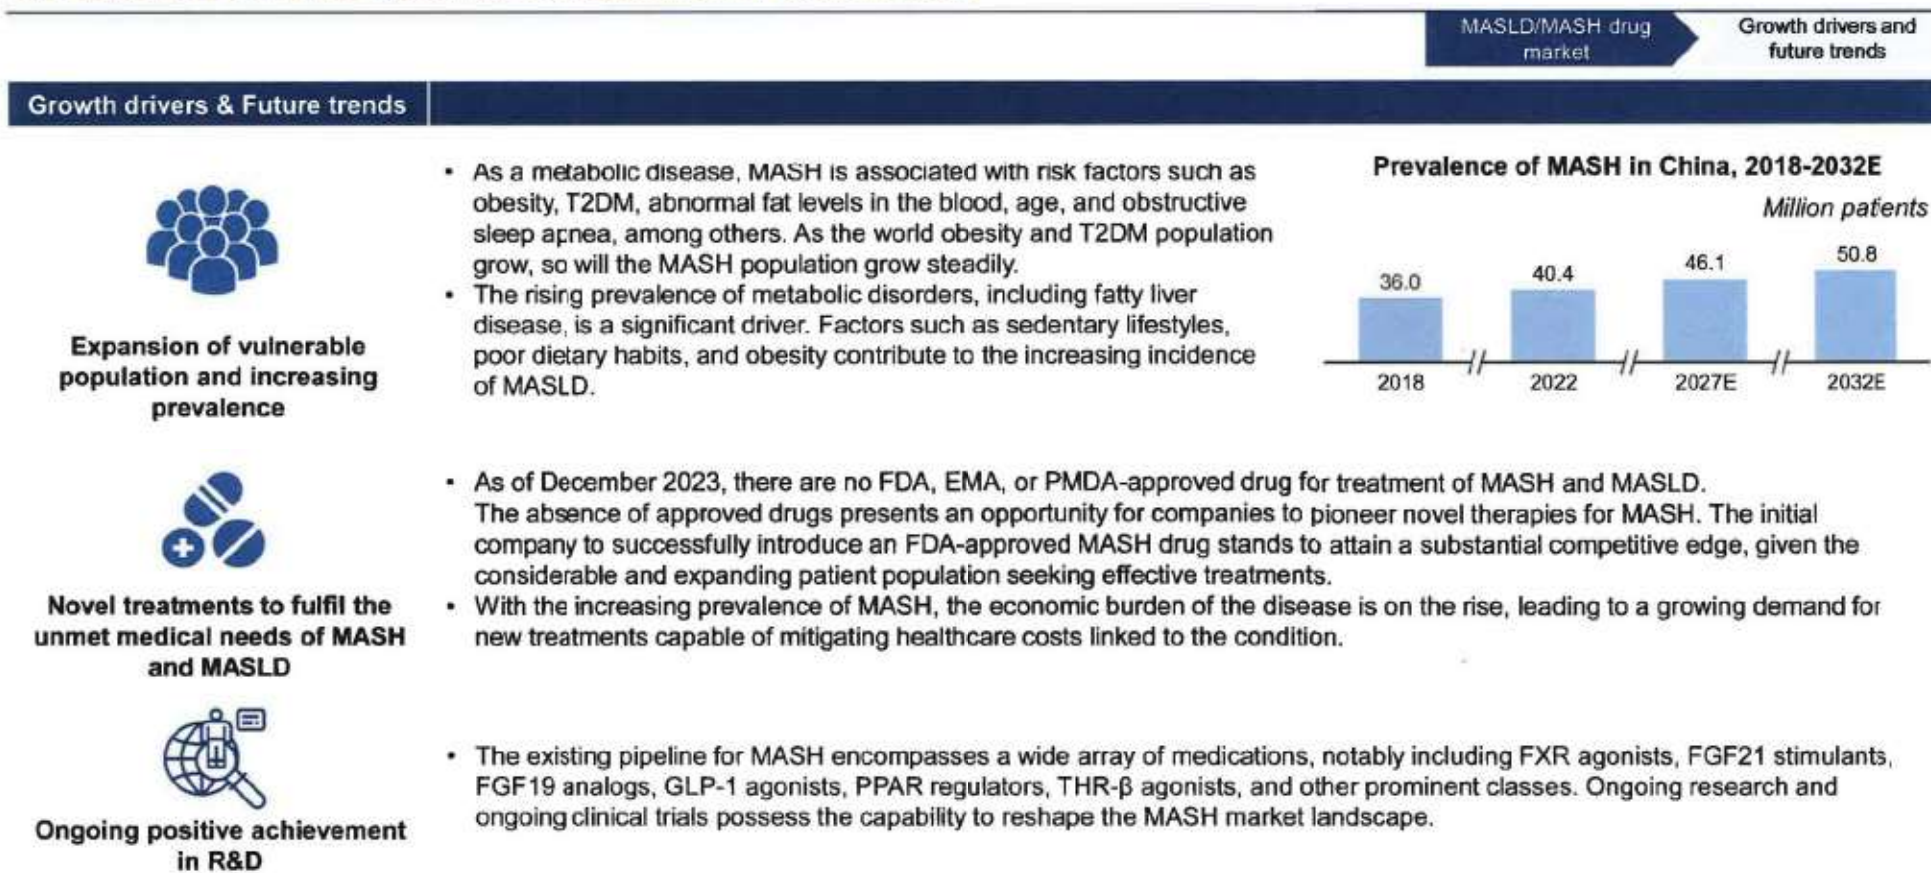 MASLD/MASH drug
market
Growth drivers and
future trends
Growth drivers & Future trends
Expansion of vulnerable
population and increasing
prevalence
• As a metabolic disease, MASH is associated with risk factors such as
obesity, T2DM, abnormal fat levels in the blood, age, and obstructive
sleep apnea, among others. As the world obesity and T2DM population
grow, so will the MASH population grow steadily.
• The rising prevalence of metabolic disorders, including fatty liver
disease, is a significant driver. Factors such as sedentary lifestyles,
poor dietary habits, and obesity contribute to the increasing incidence
of MASLD.
Prevalence of MASH in China, 2018-2032E
Million patients
36.0
40.4
46.1
50.8
2018
2022
2027E
2032E
Novel treatments to fulfil the
unmet medical needs of MASH
and MASLD
• As of December 2023, there are no FDA, EMA, or PMDA-approved drug for treatment of MASH and MASLD.
The absence of approved drugs presents an opportunity for companies to pioneer novel therapies for MASH. The initial
company to successfully introduce an FDA-approved MASH drug stands to attain a substantial competitive edge, given the
considerable and expanding patient population seeking effective treatments.
• With the increasing prevalence of MASH, the economic burden of the disease is on the rise, leading to a growing demand for
new treatments capable of mitigating healthcare costs linked to the condition.
Ongoing positive achievement
in R&D
• The existing pipeline for MASH encompasses a wide array of medications, notably including FXR agonists, FGF21 stimulants,
FGF19 analogs, GLP-1 agonists, PPAR regulators, THR-β agonists, and other prominent classes. Ongoing research and
ongoing clinical trials possess the capability to reshape the MASH market landscape.